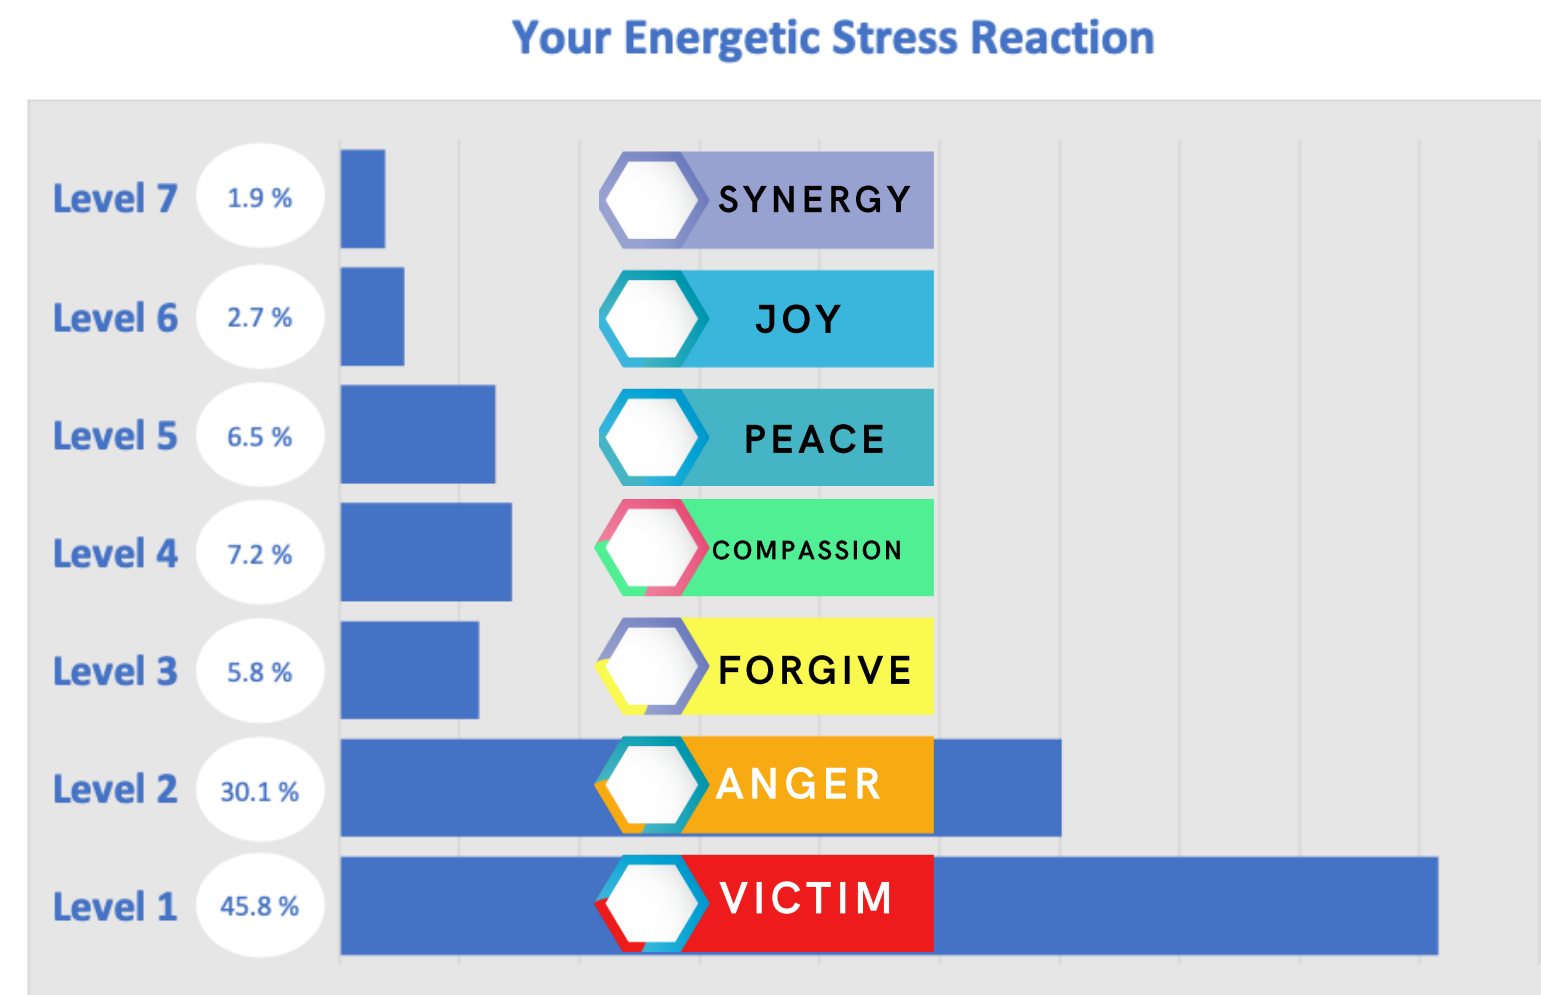 Your Energetic Stress Reaction
Level 7 1.9 % SYNERGY
Level 6 2.7 % JOY
Level 5 6.5 % PEACE
Level 4 7.2 % COMPASSION
Level 3 5.8 % FORGIVE
Level 2 30.1 % ANGER
Level 1 45.8 % VICTIM